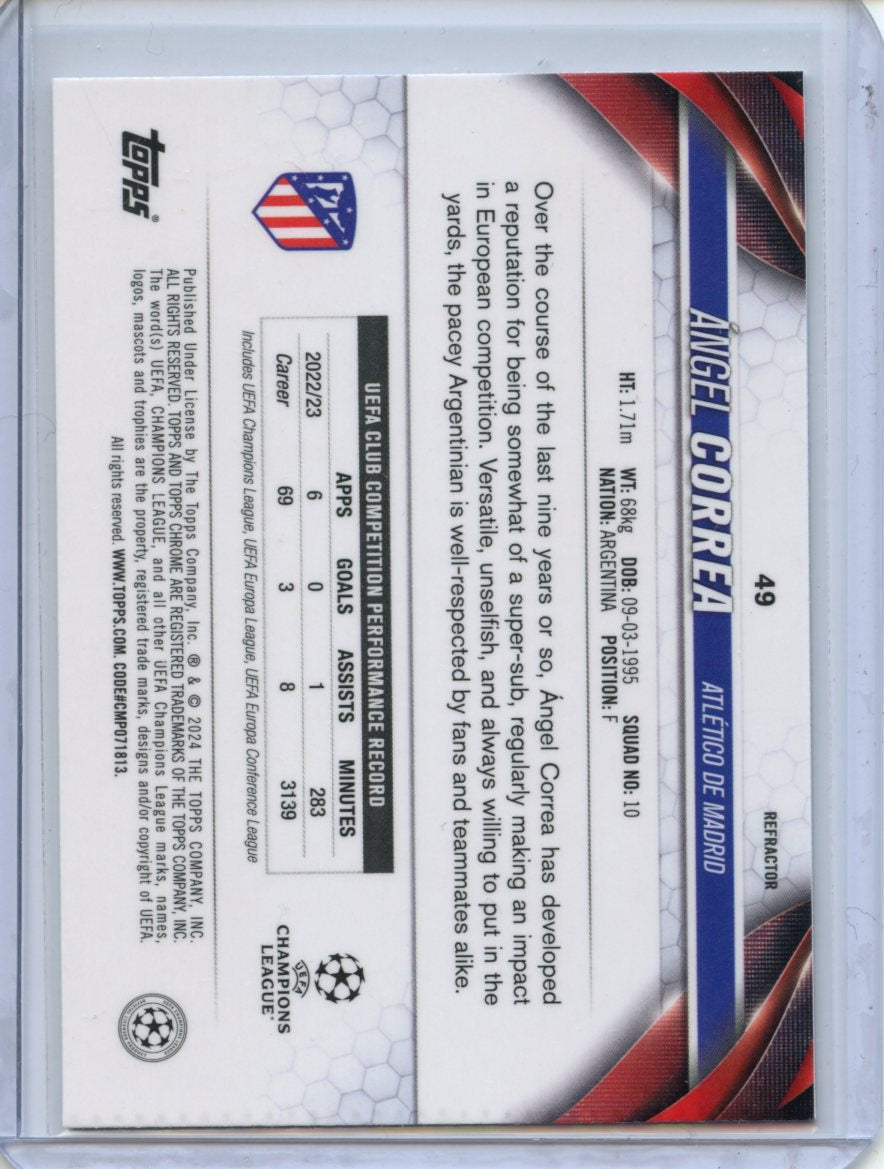 49
REFRACTOR
ÁNGEL CORREA ATLÉTICO DE MADRID
HT: 1.71m WT: 68kg DOB: 09-03-1995 SQUAD NO: 10
NATION: ARGENTINA POSITION: F
Over the course of the last nine years or so, Ángel Correa has developed
a reputation for being somewhat of a super-sub, regularly making an impact
in European competition. Versatile, unselfish, and always willing to put in the
yards, the pacey Argentinian is well-respected by fans and teammates alike.
UEFA CLUB COMPETITION PERFORMANCE RECORD
APPS GOALS ASSISTS MINUTES
2022/23 6 0 1 283
Career 69 3 8 3139
Includes UEFA Champions League, UEFA Europa League, UEFA Europa Conference League
UEFA
CHAMPIONS
LEAGUE
topps®
Published Under License by The Topps Company, Inc. ® & © 2024 THE TOPPS COMPANY, INC.
ALL RIGHTS RESERVED. TOPPS AND TOPPS CHROME ARE REGISTERED TRADEMARKS OF THE TOPPS COMPANY, INC.
The word(s) UEFA, CHAMPIONS LEAGUE, and all other UEFA Champions League marks, names,
logos, mascots and trophies are the property, registered trade marks, designs and/or copyright of UEFA.
All rights reserved. WWW.TOPPS.COM. CODE#CMP071813.